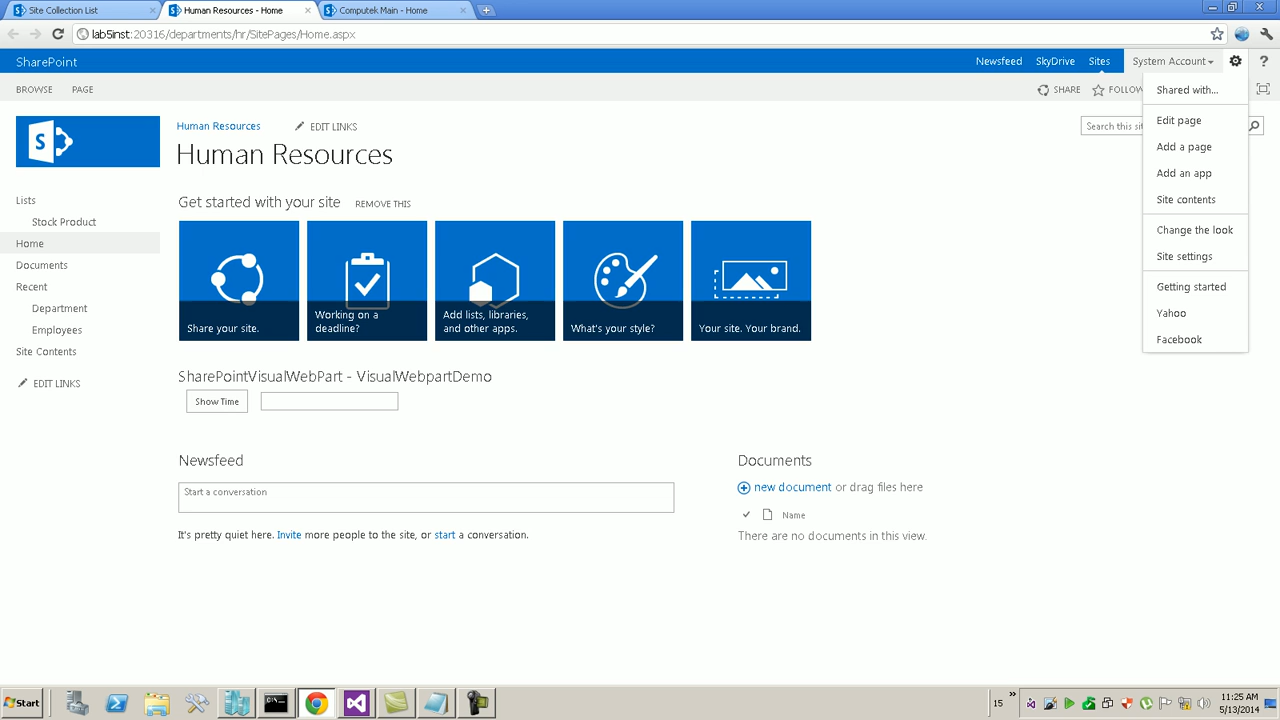 Site Collection List
Human Resources - Home
Computek Main - Home
lab5inst:20316/departments/hr/SitePages/Home.aspx
SharePoint
Newsfeed
SkyDrive
Sites
System Account
?
BROWSE
PAGE
SHARE
FOLLOW
Shared with...
Edit page
Add a page
Add an app
Site contents
Change the look
Site settings
Getting started
Yahoo
Facebook
S
Human Resources
EDIT LINKS
Search this sit
Human Resources
Lists
Stock Product
Home
Documents
Recent
Department
Employees
Site Contents
EDIT LINKS
Get started with your site
REMOVE THIS
Share your site.
Working on a
deadline?
Add lists, libraries,
and other apps.
What's your style?
Your site. Your brand.
SharePointVisualWebPart - VisualWebpartDemo
Show Time
Newsfeed
Start a conversation
It's pretty quiet here. Invite more people to the site, or start a conversation.
Documents
new document or drag files here
Name
There are no documents in this view.
Start
15
11:25 AM
5/13/2014